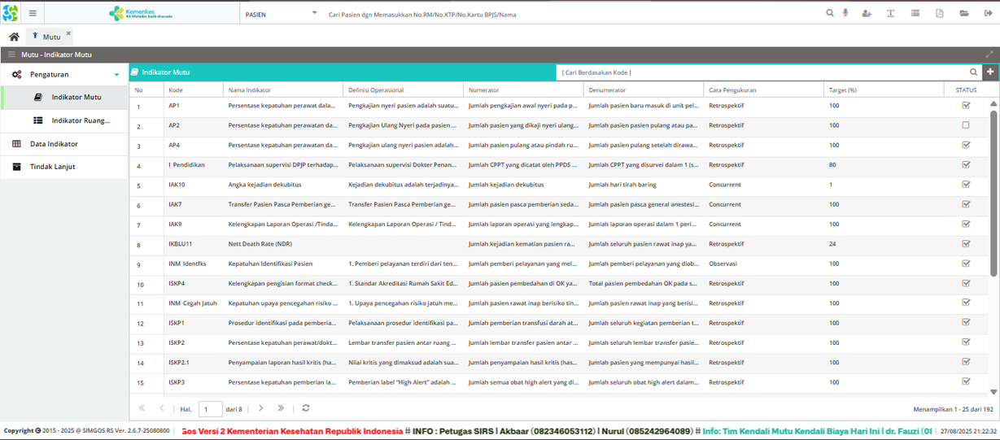 Kemenkes
RS Wahidin Sudirohusodo
PASIEN
Cari Pasien dgn Memasukkan No.RM/No.KTP/No.Kartu BPJS/Nama
Mutu
Mutu - Indikator Mutu
Pengaturan
Indikator Mutu
Indikator Ruang...
Data Indikator
Tindak Lanjut
Indikator Mutu
[ Cari Berdasakan Kode ]
No Kode Nama Indikator Definisi Operasional Numerator Denumerator Cara Pengukuran Target (%) STATUS
1 AP1 Persentase kepatuhan perawat dala... Pengkajian nyeri pasien adalah suatu... Jumlah pengkajian awal nyeri pada p... Jumlah pasien baru masuk di unit pel... Retrospektif 100
2 AP2 Persentase kepatuhan perawatan da... Pengkajian Ulang Nyeri pada pasien ... Jumlah pasien yang dikaji nyeri ulang... Jumlah pasien pasien pulang atau pa... Retrospektif 100
3 AP4 Persentase kepatuhan perawatan da... Pengkajian ulang nyeri pasien adalah... Jumlah pasien pulang atau pindah ru... Jumlah pasien pulang setelah dirawa... Retrospektif 100
4 I_Pendidikan Pelaksanaan supervisi DPJP terhadap... Pelaksanaan supervisi Dokter Penan... Jumlah CPPT yang dicatat oleh PPDS ... Jumlah CPPT yang disurvei dalam 1 (s... Retrospektif 80
5 IAK10 Angka kejadian dekubitus Kejadian dekubitus adalah terjadinya... Jumlah kejadian dekubitus Jumlah hari tirah baring Concurrent 1
6 IAK7 Transfer Pasien Pasca Pemberian ge... Transfer Pasien Pasca Pemberian ge... Jumlah pasien pasca pemberian seda... Jumlah pasien pasca general anestesi... Concurrent 100
7 IAK9 Kelengkapan Laporan Operasi /Tinda... Kelengkapan Laporan Operasi / Tind... Jumlah laporan operasi yang lengkap... Jumlah laporan operasi dalam 1 peri... Concurrent 100
8 IKBLU11 Nett Death Rate (NDR) Jumlah kejadian kematian pasien ra... Jumlah seluruh pasien rawat inap ya... Retrospektif 24
9 INM_Identfks Kepatuhan Identifikasi Pasien 1. Pemberi pelayanan terdiri dari ten... Jumlah pemberi pelayanan yang mel... Jumlah pemberi pelayanan yang diob... Observasi 100
10 ISKP4 Kelengkapan pengisian format check... 1. Standar Akreditasi Rumah Sakit Ed... Jumlah pasien pembedahan di OK ya... Total pasien pembedahan OK pada s... Retrospektif 100
11 INM_Cegah Jatuh Kepatuhan upaya pencegahan risiko ... 1. Upaya pencegahan risiko jatuh me... Jumlah pasien rawat inap berisiko tin... Jumlah pasien rawat inap yang berisi... Retrospektif 100
12 ISKP1 Prosedur identifikasi pada pemberia... Pelaksanaan prosedur identifikasi pa... Jumlah pemberian transfusi darah at... Jumlah seluruh kegiatan pemberian t... Retrospektif 100
13 ISKP2 Persentase kepatuhan perawat/dokt... Lembar transfer pasien antar ruang ... Jumlah lembar transfer pasien antar ... Jumlah seluruh lembar transfer pasie... Retrospektif 100
14 ISKP2.1 Penyampaian laporan hasil kritis (ha... Nilai kritis yang dimaksud adalah sua... Jumlah penyampaian hasil kritis (has... Jumlah pasien yang mempunyai hasil... Retrospektif 100
15 ISKP3 Persentase kepatuhan pemberian la... Pemberian label "High Alert" adalah ... Jumlah semua obat high alert yang di... Jumlah seluruh obat high alert dalam... Retrospektif 100
Hal. 1 dari 8
Menampilkan 1 - 25 dari 192
Copyright © 2015 - 2025 @ SIMGOS RS Ver. 2.6.7-25080800
Gos Versi 2 Kementerian Kesehatan Republik Indonesia # INFO : Petugas SIRS | Akbaar (082346053112) | Nurul (085242964089) # Info: Tim Kendali Mutu Kendali Biaya Hari Ini | dr. Fauzi (08
27/08/2025 21:22:32